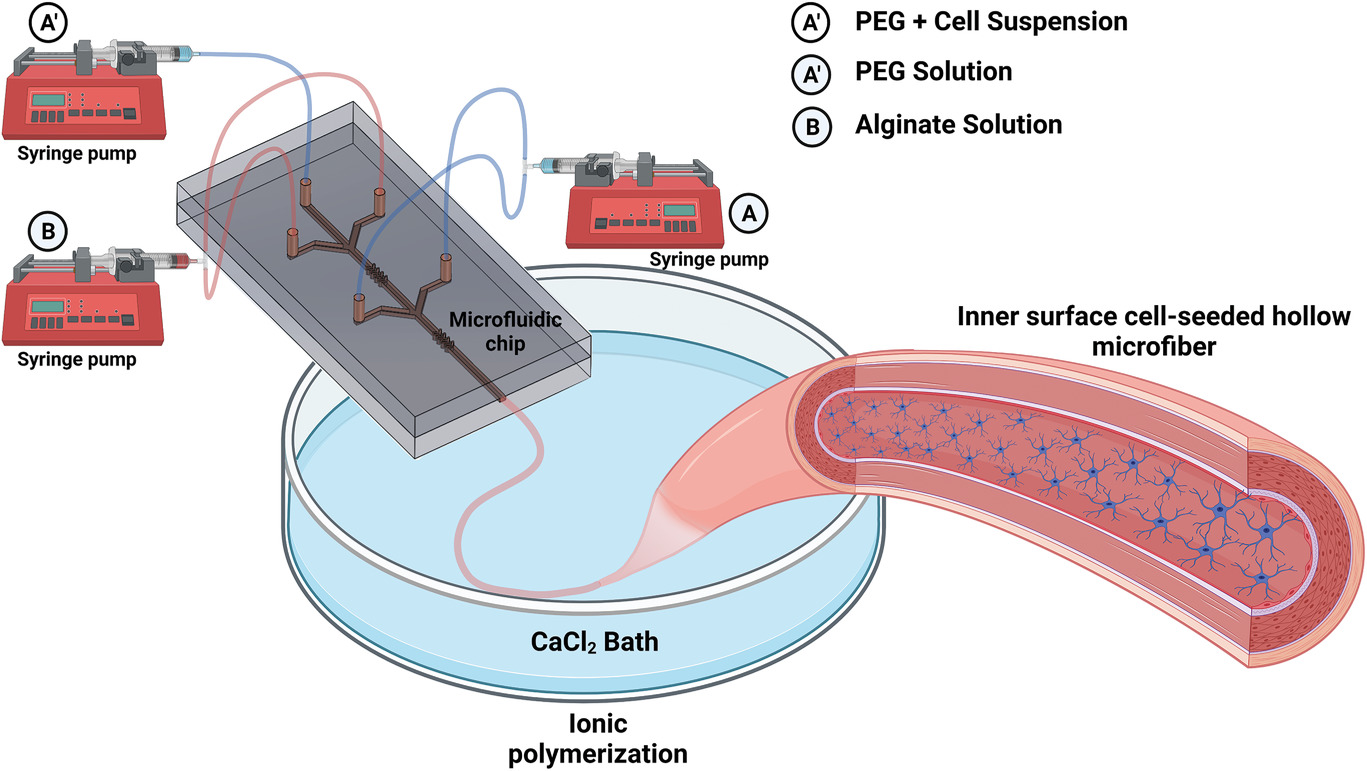 A'
Syringe pump
B
Syringe pump
A
Syringe pump
A' PEG + Cell Suspension
A' PEG Solution
B Alginate Solution
Microfluidic
chip
Inner surface cell-seeded hollow
microfiber
CaCl₂ Bath
Ionic
polymerization